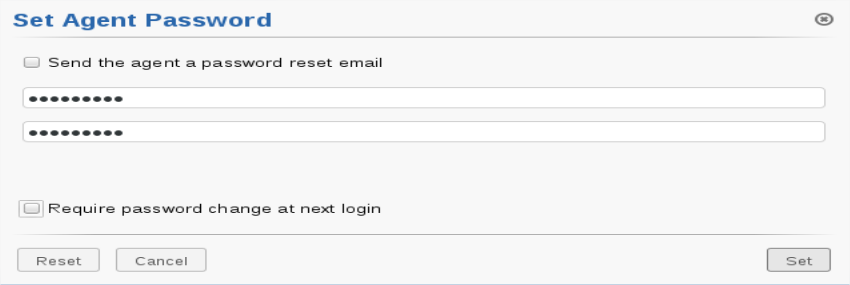 Set Agent Password
Send the agent a password reset email
●●●●●●●●●
●●●●●●●●●
Require password change at next login
Reset Cancel Set